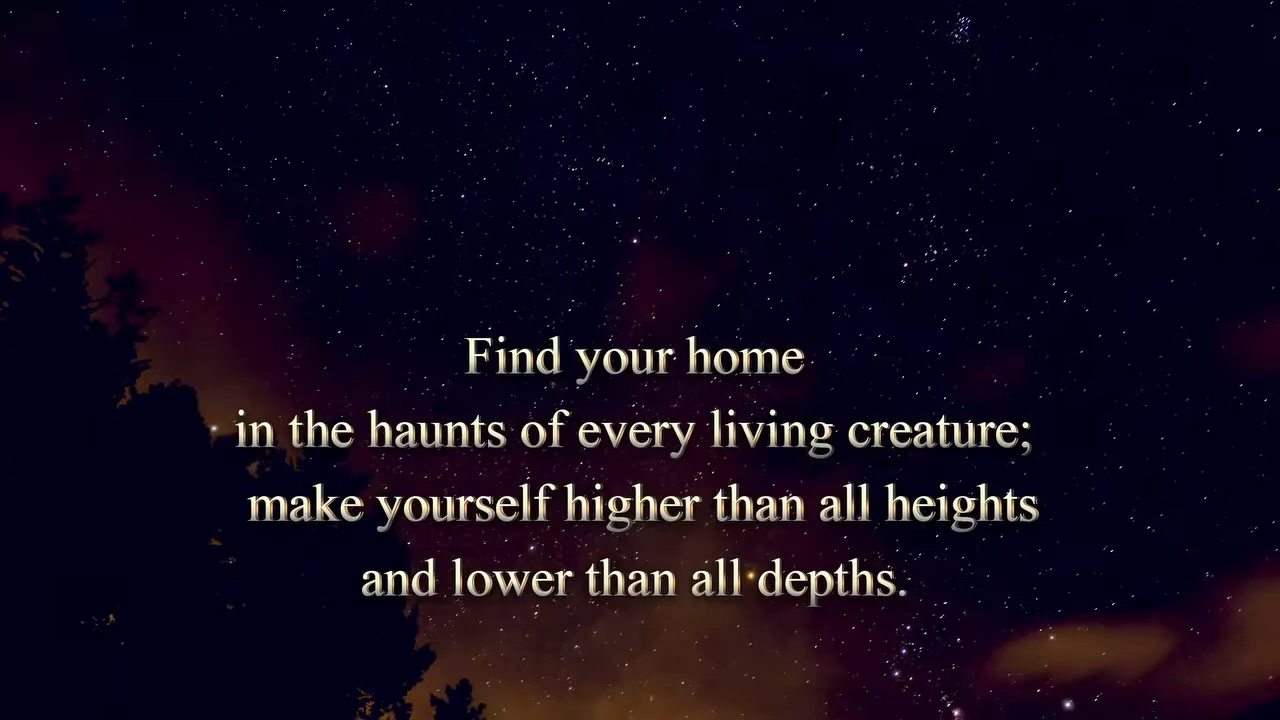 Find your home
in the haunts of every living creature;
make yourself higher than all heights
and lower than all depths.